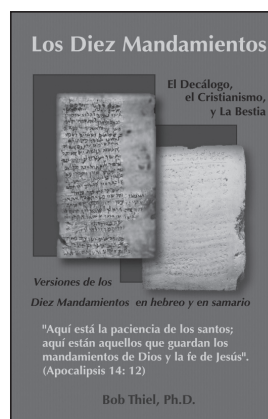 Los Diez Mandamientos
El Decálogo,
el Cristianismo,
y La Bestia
Versiones de los
Diez Mandamientos en hebreo y en samario
"Aquí está la paciencia de los santos;
aquí están aquellos que guardan los
mandamientos de Dios y la fe de Jesús".
(Apocalipsis 14: 12)
Bob Thiel, Ph.D.